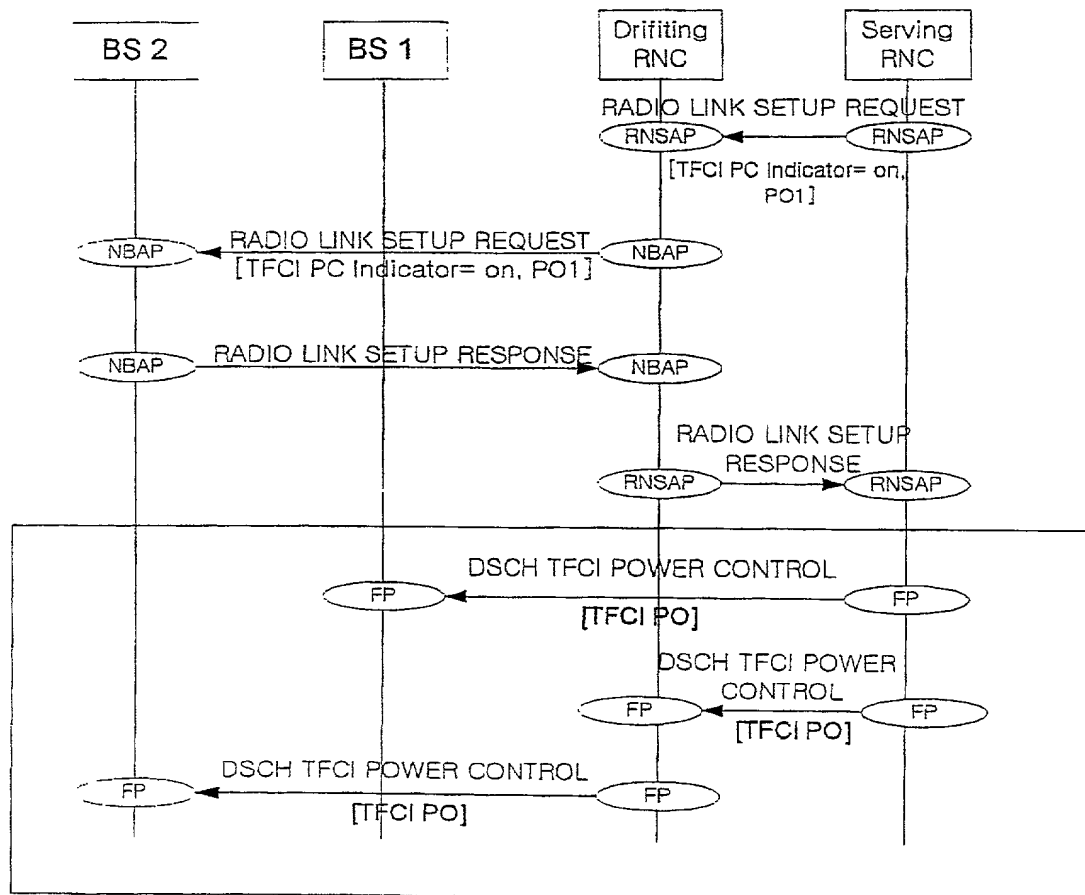 BS 2
BS 1
Drifiting
RNC
Serving
RNC
RADIO LINK SETUP REQUEST
RNSAP
RNSAP
[TFCI PC Indicator= on,
PO1]
RADIO LINK SETUP REQUEST
NBAP
NBAP
[TFCI PC Indicator= on, PO1]
RADIO LINK SETUP RESPONSE
NBAP
NBAP
RADIO LINK SETUP
RESPONSE
RNSAP
RNSAP
DSCH TFCI POWER CONTROL
FP
FP
[TFCI PO]
DSCH TFCI POWER
CONTROL
FP
FP
[TFCI PO]
DSCH TFCI POWER CONTROL
FP
FP
[TFCI PO]